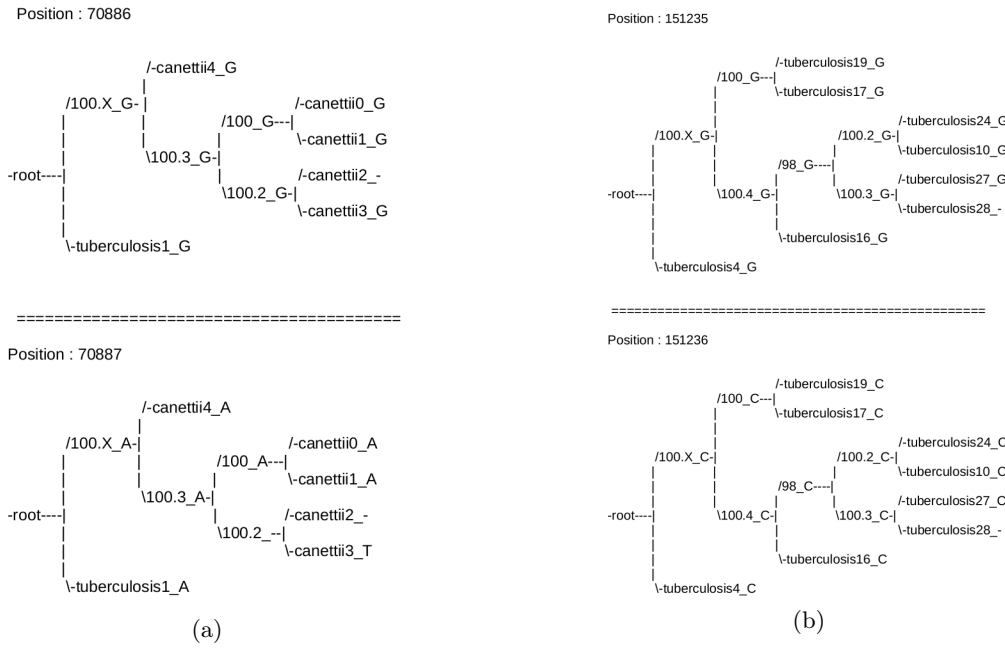 Position : 70886
/-canettii4_G
|
/100.X_G-| /-canettii0_G
| | /100_G---|
| | | \-canettii1_G
| \100.3_G-|
-root----| | /-canettii2_-
| \100.2_G-|
| \-canettii3_G
|
\-tuberculosis1_G
=========================================
Position : 70887
/-canettii4_A
|
/100.X_A-| /-canettii0_A
| | /100_A---|
| | | \-canettii1_A
| \100.3_A-|
-root----| | /-canettii2_-
| \100.2_--|
| \-canettii3_T
|
\-tuberculosis1_A
(a)
Position : 151235
/-tuberculosis19_G
/100_G---|
| \-tuberculosis17_G
| /-tuberculosis24_G
/100.X_G-| /100.2_G-|
| | | \-tuberculosis10_G
| | /98_G----|
| | | | /-tuberculosis27_G
-root----| \100.4_G-| \100.3_G-|
| | \-tuberculosis28_-
| |
| \-tuberculosis16_G
|
\-tuberculosis4_G
================================================
Position : 151236
/-tuberculosis19_C
/100_C---|
| \-tuberculosis17_C
| /-tuberculosis24_C
/100.X_C-| /100.2_C-|
| | | \-tuberculosis10_C
| | /98_C----|
| | | | /-tuberculosis27_C
-root----| \100.4_C-| \100.3_C-|
| | \-tuberculosis28_-
| |
| \-tuberculosis16_C
|
\-tuberculosis4_C
(b)